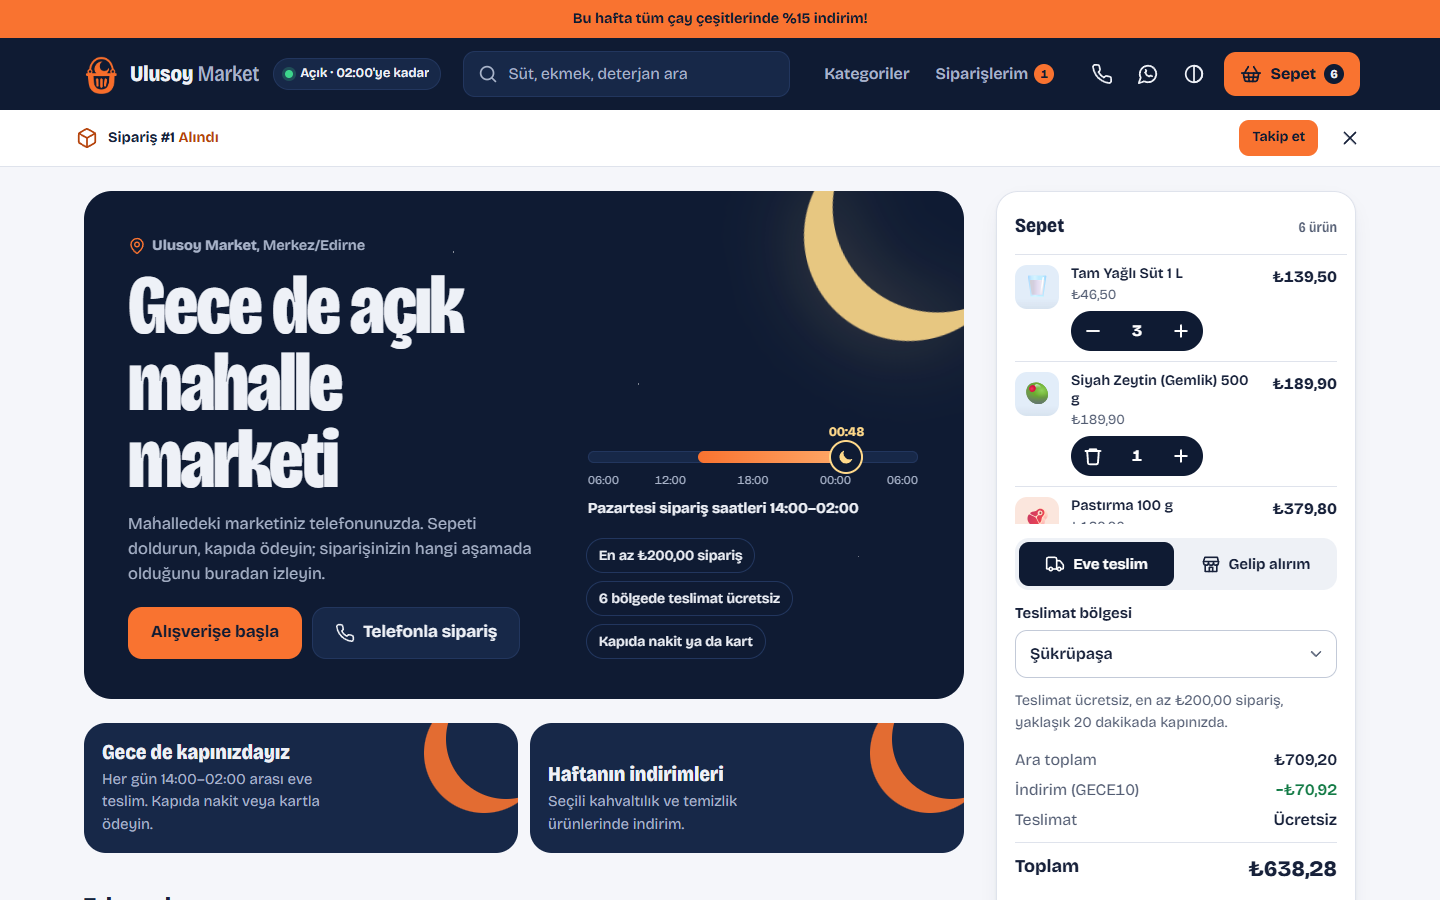 Bu hafta tüm çay çeşitlerinde %15 indirim!
Ulusoy Market
Açık · 02:00'ye kadar
Süt, ekmek, deterjan ara
Kategoriler
Siparişlerim 1
Sepet 6
Sipariş #1 Alındı
Takip et
Ulusoy Market, Merkez/Edirne
Gece de açık
mahalle
marketi
Mahalledeki marketiniz telefonunuzda. Sepeti
doldurun, kapıda ödeyin; siparişinizin hangi aşamada
olduğunu buradan izleyin.
Alışverişe başla
Telefonla sipariş
00:48
06:00 12:00 18:00 00:00 06:00
Pazartesi sipariş saatleri 14:00–02:00
En az ₺200,00 sipariş
6 bölgede teslimat ücretsiz
Kapıda nakit ya da kart
Gece de kapınızdayız
Her gün 14:00–02:00 arası eve
teslim. Kapıda nakit veya kartla
ödeyin.
Haftanın indirimleri
Seçili kahvaltılık ve temizlik
ürünlerinde indirim.
Sepet
6 ürün
Tam Yağlı Süt 1 L
₺139,50
₺46,50
3
Siyah Zeytin (Gemlik) 500
g
₺189,90
₺189,90
1
Pastırma 100 g
₺379,80
Eve teslim
Gelip alırım
Teslimat bölgesi
Şükrüpaşa
Teslimat ücretsiz, en az ₺200,00 sipariş,
yaklaşık 20 dakikada kapınızda.
Ara toplam ₺709,20
İndirim (GECE10) −₺70,92
Teslimat Ücretsiz
Toplam ₺638,28